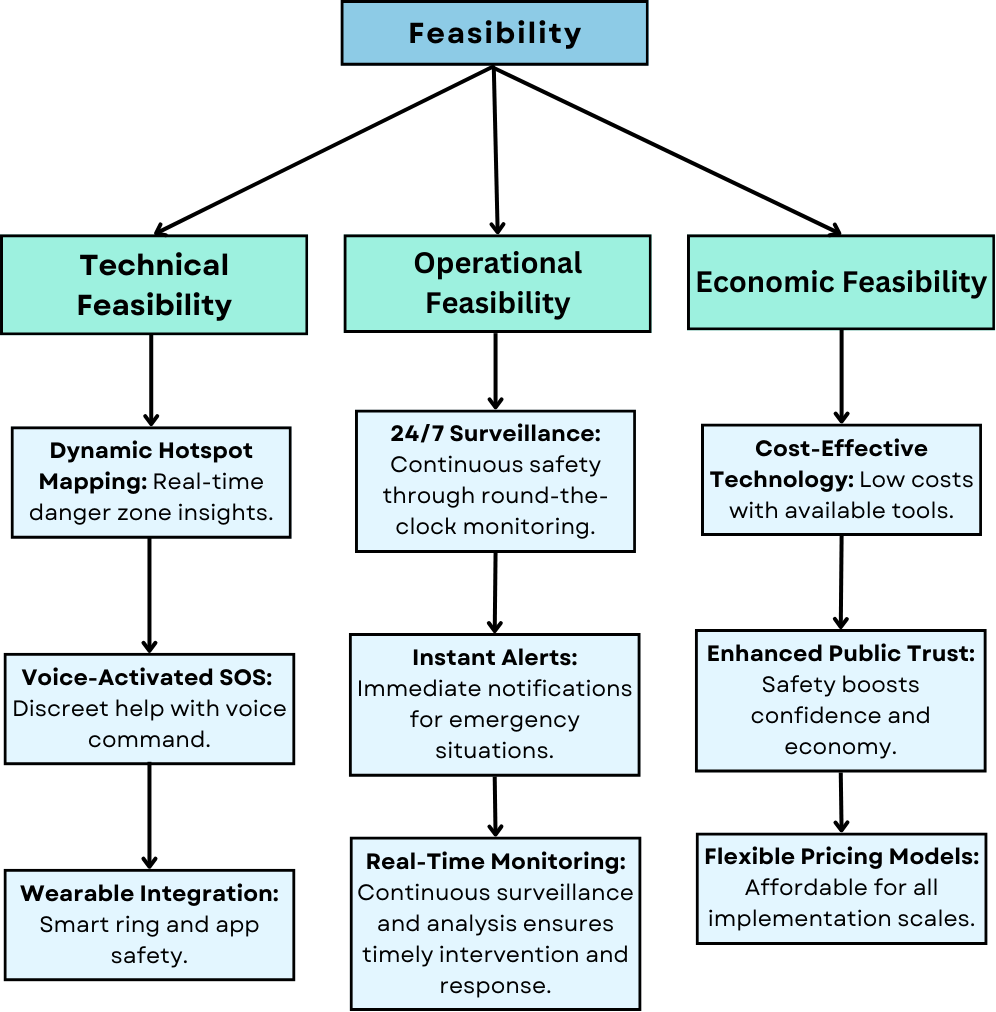 Feasibility
Technical
Feasibility
Dynamic Hotspot
Mapping: Real-time
danger zone insights.
Voice-Activated SOS:
Discreet help with voice
command.
Wearable Integration:
Smart ring and app
safety.
Operational
Feasibility
24/7 Surveillance:
Continuous safety
through round-the-
clock monitoring.
Instant Alerts:
Immediate notifications
for emergency
situations.
Real-Time Monitoring:
Continuous surveillance
and analysis ensures
timely intervention and
response.
Economic Feasibility
Cost-Effective
Technology: Low costs
with available tools.
Enhanced Public Trust:
Safety boosts
confidence and
economy.
Flexible Pricing Models:
Affordable for all
implementation scales.